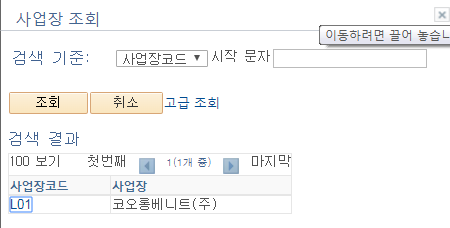 사업장 조회
이동하려면 끌어 놓습니
검색 기준: 사업장코드 시작 문자
조회 취소 고급 조회
검색 결과
100 보기 첫번째 1(1개 중) 마지막
사업장코드 사업장
L01 코오롱베니트(주)